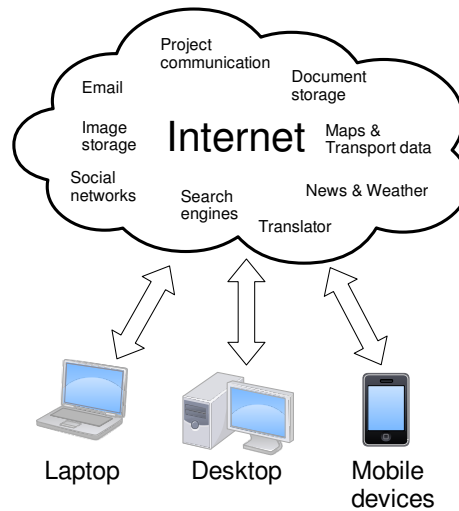 Project
communication
Email
Document
storage
Image
storage
Internet
Maps &
Transport data
Social
networks
Search
engines
News & Weather
Translator
Laptop
Desktop
Mobile
devices